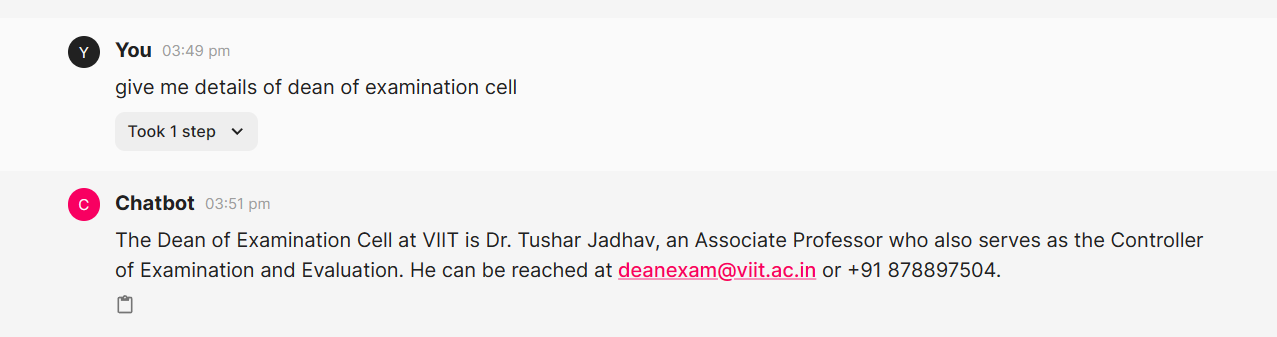 Y You 03:49 pm
give me details of dean of examination cell
Took 1 step
C Chatbot 03:51 pm
The Dean of Examination Cell at VIIT is Dr. Tushar Jadhav, an Associate Professor who also serves as the Controller
of Examination and Evaluation. He can be reached at deanexam@viit.ac.in or +91 878897504.